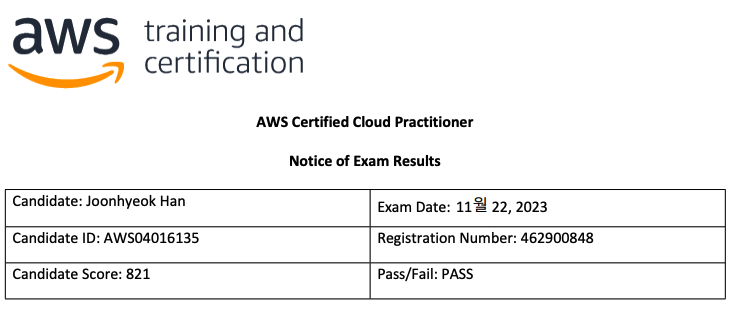 aws training and
certification
AWS Certified Cloud Practitioner
Notice of Exam Results
Candidate: Joonhyeok Han
Exam Date: 11월 22, 2023
Candidate ID: AWS04016135
Registration Number: 462900848
Candidate Score: 821
Pass/Fail: PASS